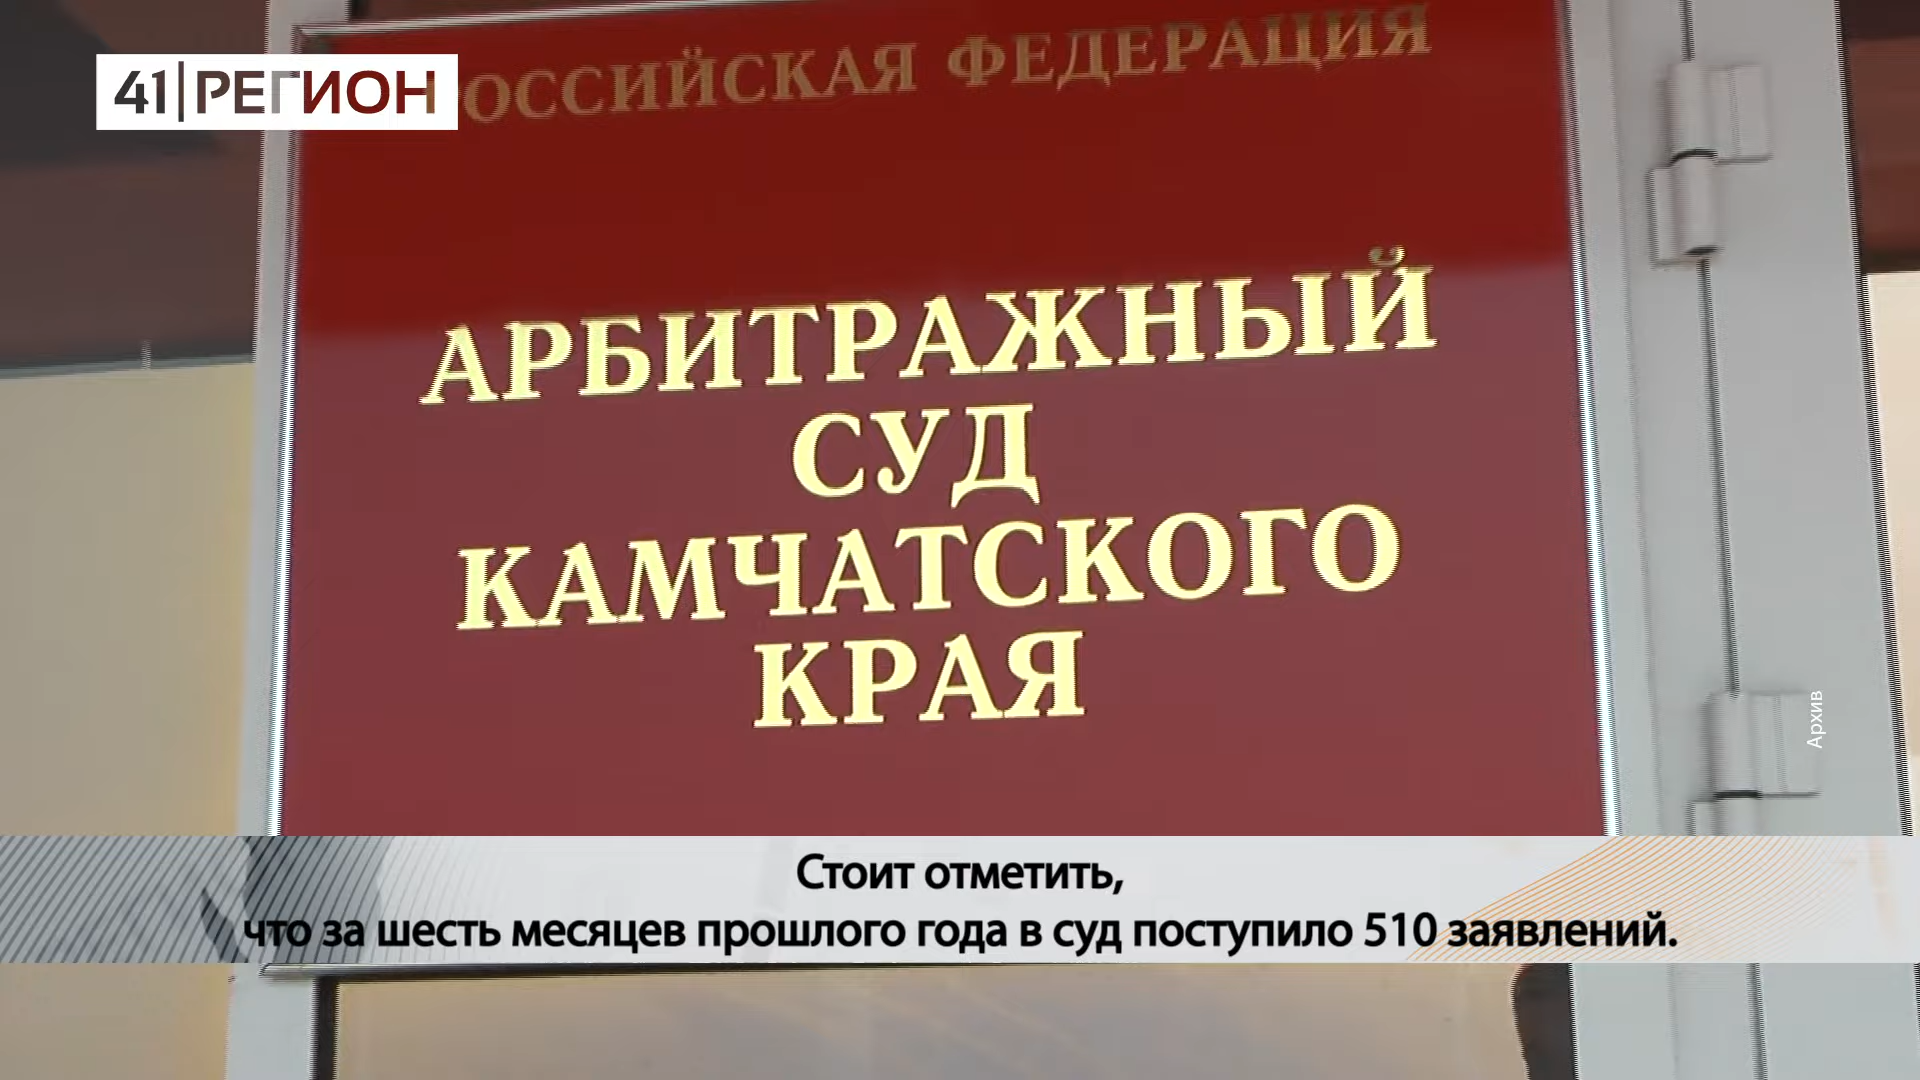 41|РЕГИОН
РОССИЙСКАЯ ФЕДЕРАЦИЯ
АРБИТРАЖНЫЙ
СУД
КАМЧАТСКОГО
КРАЯ
Архив
Стоит отметить,
что за шесть месяцев прошлого года в суд поступило 510 заявлений.